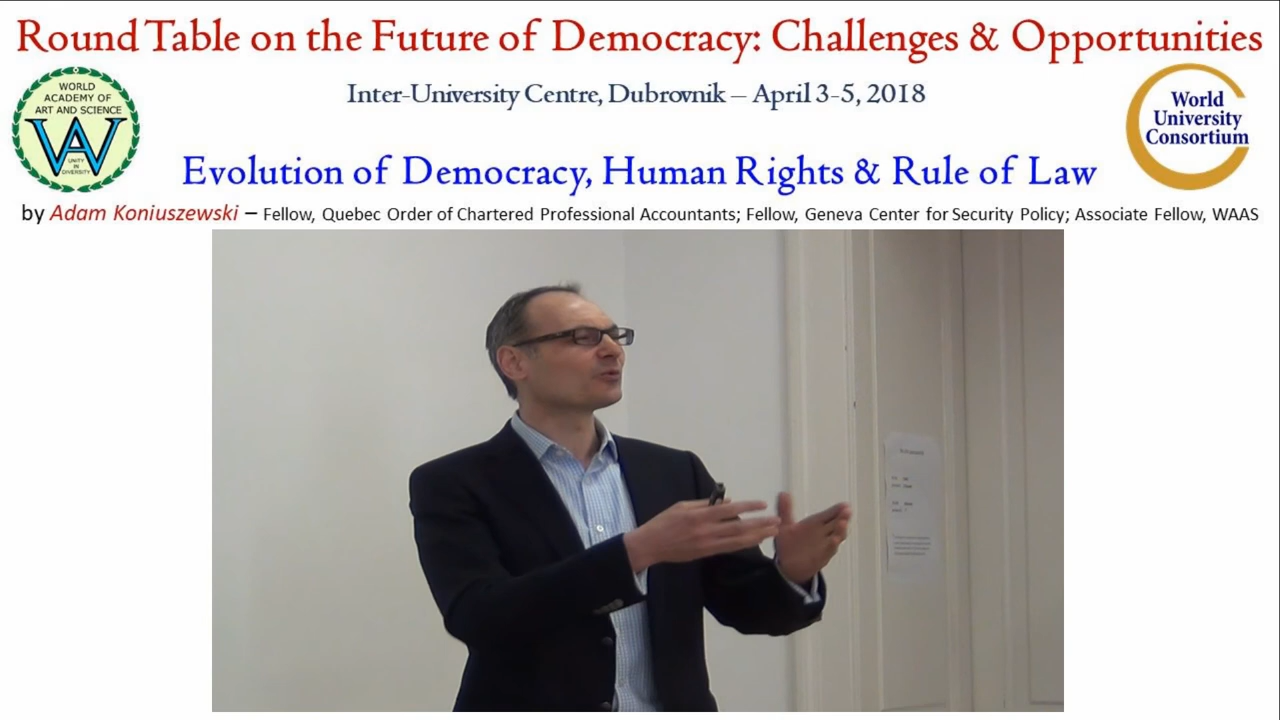 Round Table on the Future of Democracy: Challenges & Opportunities
Inter-University Centre, Dubrovnik – April 3-5, 2018
WORLD
ACADEMY OF
ART AND SCIENCE
WA
UNITY
IN
DIVERSITY
World
University
Consortium
Evolution of Democracy, Human Rights & Rule of Law
by Adam Koniuszewski – Fellow, Quebec Order of Chartered Professional Accountants; Fellow, Geneva Center for Security Policy; Associate Fellow, WAAS